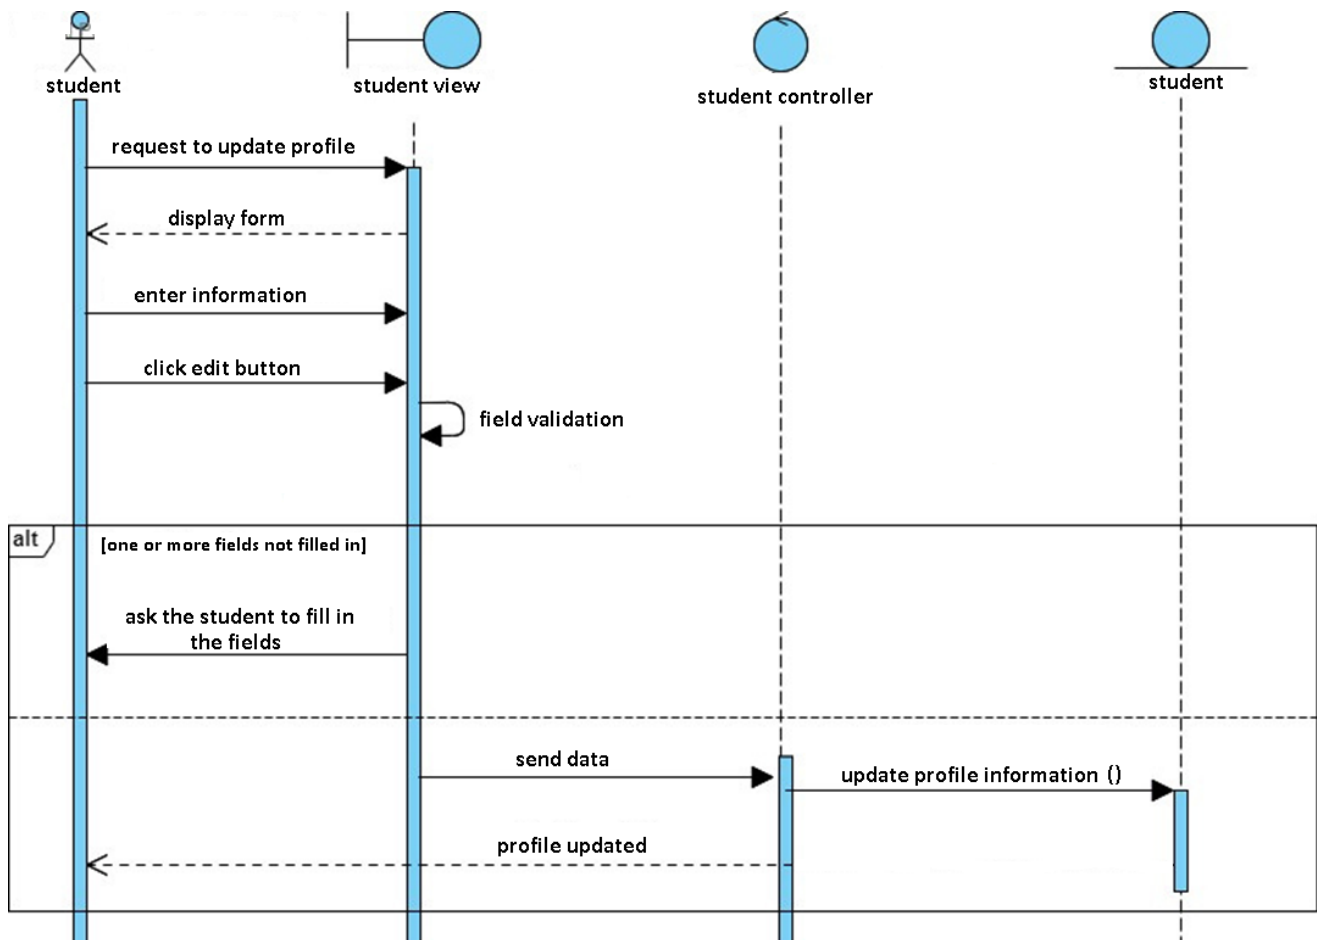 student
student view
student controller
student
request to update profile
display form
enter information
click edit button
field validation
alt
[one or more fields not filled in]
ask the student to fill in
the fields
send data
update profile information ()
profile updated